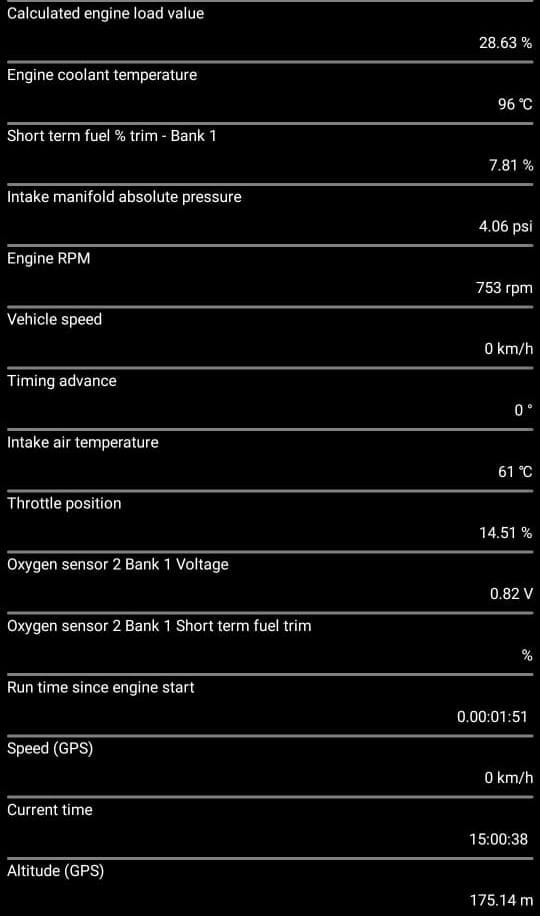 Calculated engine load value
28.63 %
Engine coolant temperature
96 ℃
Short term fuel % trim - Bank 1
7.81 %
Intake manifold absolute pressure
4.06 psi
Engine RPM
753 rpm
Vehicle speed
0 km/h
Timing advance
0 °
Intake air temperature
61 ℃
Throttle position
14.51 %
Oxygen sensor 2 Bank 1 Voltage
0.82 V
Oxygen sensor 2 Bank 1 Short term fuel trim
%
Run time since engine start
0.00:01:51
Speed (GPS)
0 km/h
Current time
15:00:38
Altitude (GPS)
175.14 m